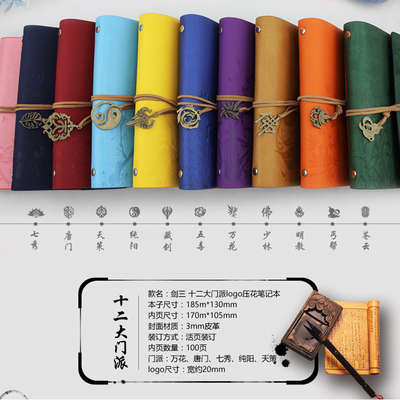 七秀
唐门
天策
纯阳
藏剑
五毒
万花
少林
明教
丐帮
苍云
十二大门派
款名：剑三 十二大门派logo压花笔记本
本子尺寸：185m*130mm
内页尺寸：170m*105mm
封面材质：3mm皮革
装订方式：活页装订
内页数量：100页
门派：万花、唐门、七秀、纯阳、天策
logo尺寸：宽约20mm